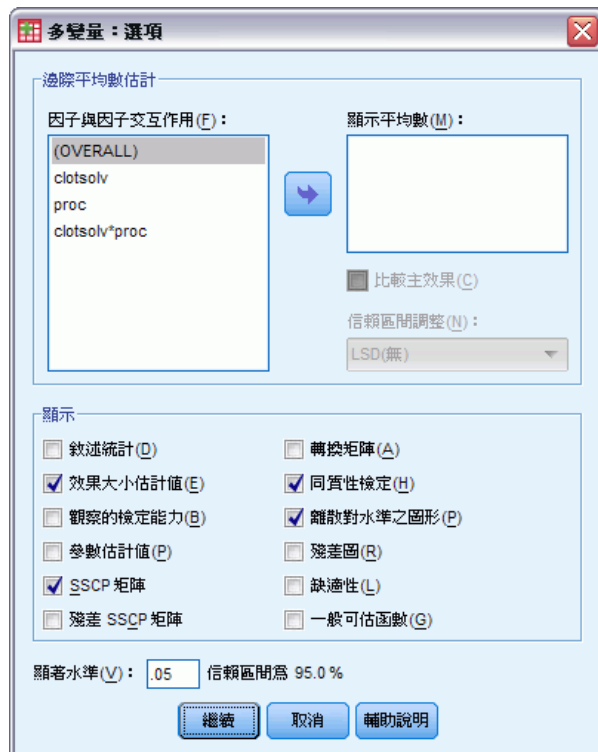 多變量：選項
邊際平均數估計
因子與因子交互作用(F)：
顯示平均數(M)：
(OVERALL)
clotsolv
proc
clotsolv*proc
比較主效果(C)
信賴區間調整(N)：
LSD(無)
顯示
敘述統計(D)
轉換矩陣(A)
效果大小估計值(E)
同質性檢定(H)
觀察的檢定能力(B)
離散對水準之圖形(P)
參數估計值(P)
殘差圖(R)
SSCP 矩陣
缺適性(L)
殘差 SSCP 矩陣
一般可估函數(G)
顯著水準(V)： .05 信賴區間為 95.0 %
繼續 取消 輔助說明